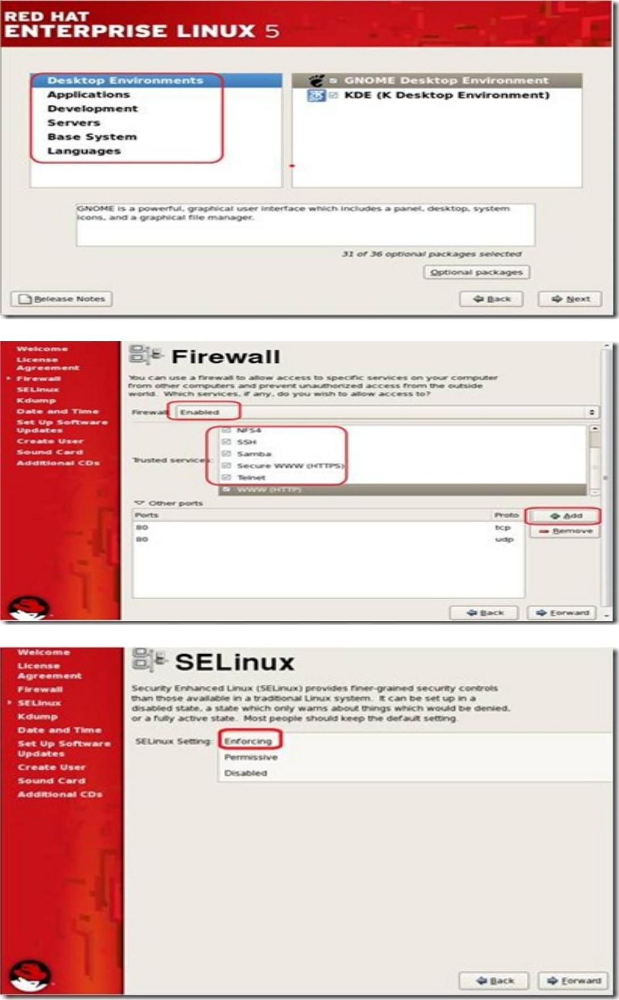 RED HAT
ENTERPRISE LINUX 5
Desktop Environments
Applications
Development
Servers
Base System
Languages
GNOME Desktop Environment
KDE (K Desktop Environment)
GNOME is a powerful, graphical user interface which includes a panel, desktop, system
icons, and a graphical file manager.
31 of 36 optional packages selected
Optional packages
Release Notes
Back
Next
Welcome
License
Agreement
Firewall
SELinux
Kdump
Date and Time
Set Up Software
Updates
Create User
Sound Card
Additional CDs
Firewall
You can use a firewall to allow access to specific services on your computer
from other computers and prevent unauthorized access from the outside
world. Which services, if any, do you wish to allow access to?
Firewall: Enabled
Trusted services:
NFS4
SSH
Samba
Secure WWW (HTTPS)
Telnet
WWW (HTTP)
Other ports
Ports Proto
80 tcp
80 udp
Add
Remove
Back
Forward
Welcome
License
Agreement
Firewall
SELinux
Kdump
Date and Time
Set Up Software
Updates
Create User
Sound Card
Additional CDs
SELinux
Security Enhanced Linux (SELinux) provides finer-grained security controls
than those available in a traditional Linux system. It can be set up in a
disabled state, a state which only warns about things which would be denied,
or a fully active state. Most people should keep the default setting.
SELinux Setting: Enforcing
Permissive
Disabled
Back
Forward